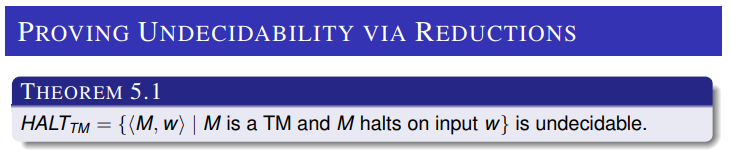 PROVING UNDECIDABILITY VIA REDUCTIONS
THEOREM 5.1
HALT_TM = {⟨M, w⟩ | M is a TM and M halts on input w} is undecidable.